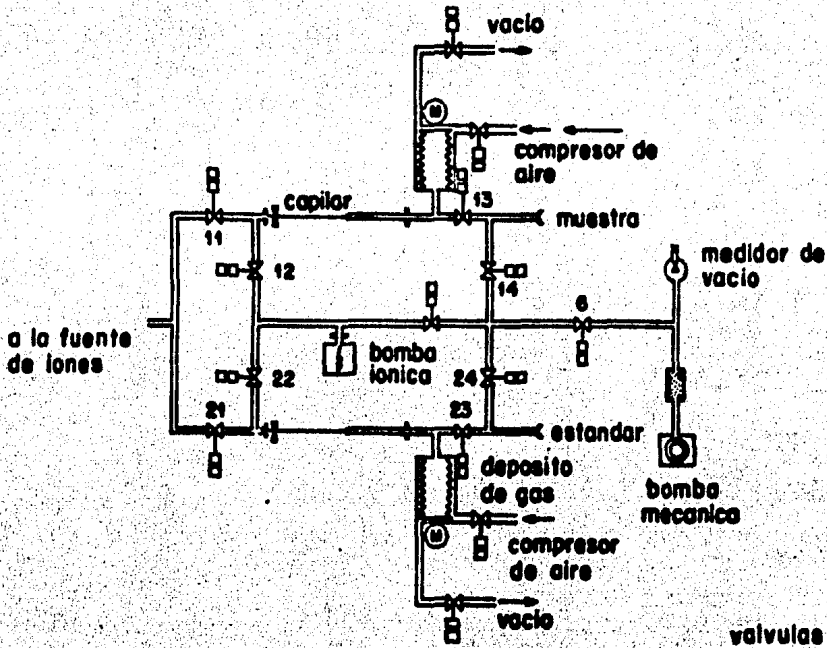 vacio
M
compresor de
aire
13
capilar
11
muestra
12
14
medidor de
vacio
6
a la fuente
de iones
bomba
ionica
22
24
21
23
estandar
deposito
de gas
bomba
mecanica
M
compresor
de aire
vacio
valvulas